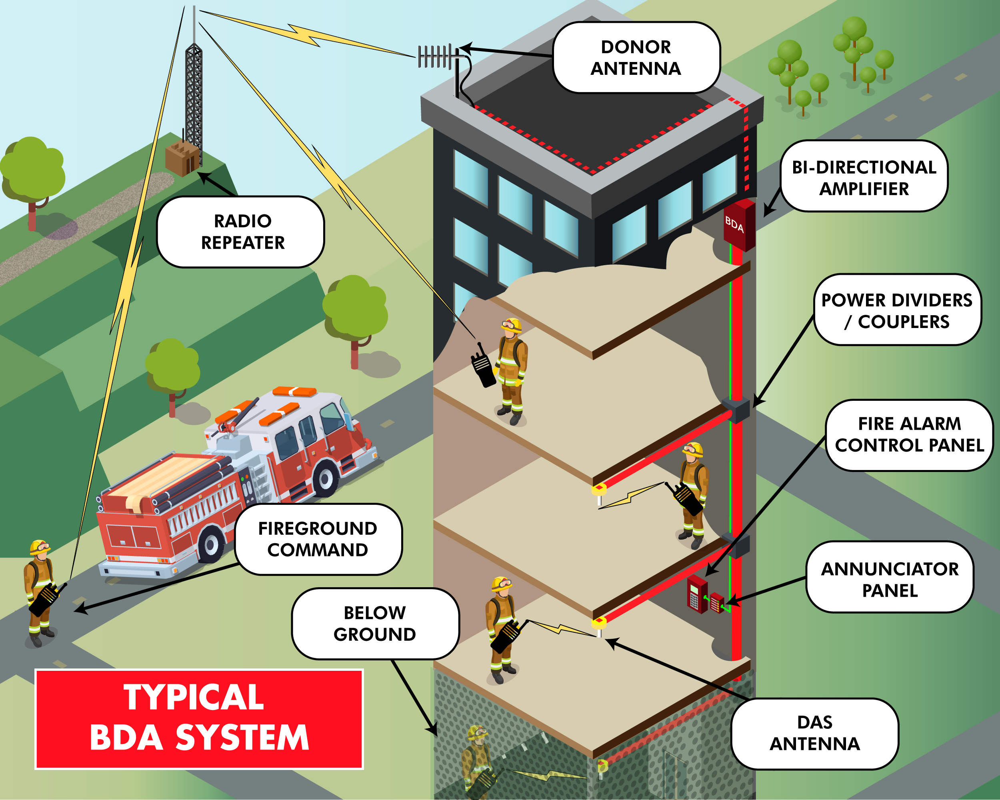 DONOR
ANTENNA
BI-DIRECTIONAL
AMPLIFIER
RADIO
REPEATER
BDA
POWER DIVIDERS
/ COUPLERS
FIRE ALARM
CONTROL PANEL
FIREGROUND
COMMAND
ANNUNCIATOR
PANEL
BELOW
GROUND
TYPICAL
BDA SYSTEM
DAS
ANTENNA